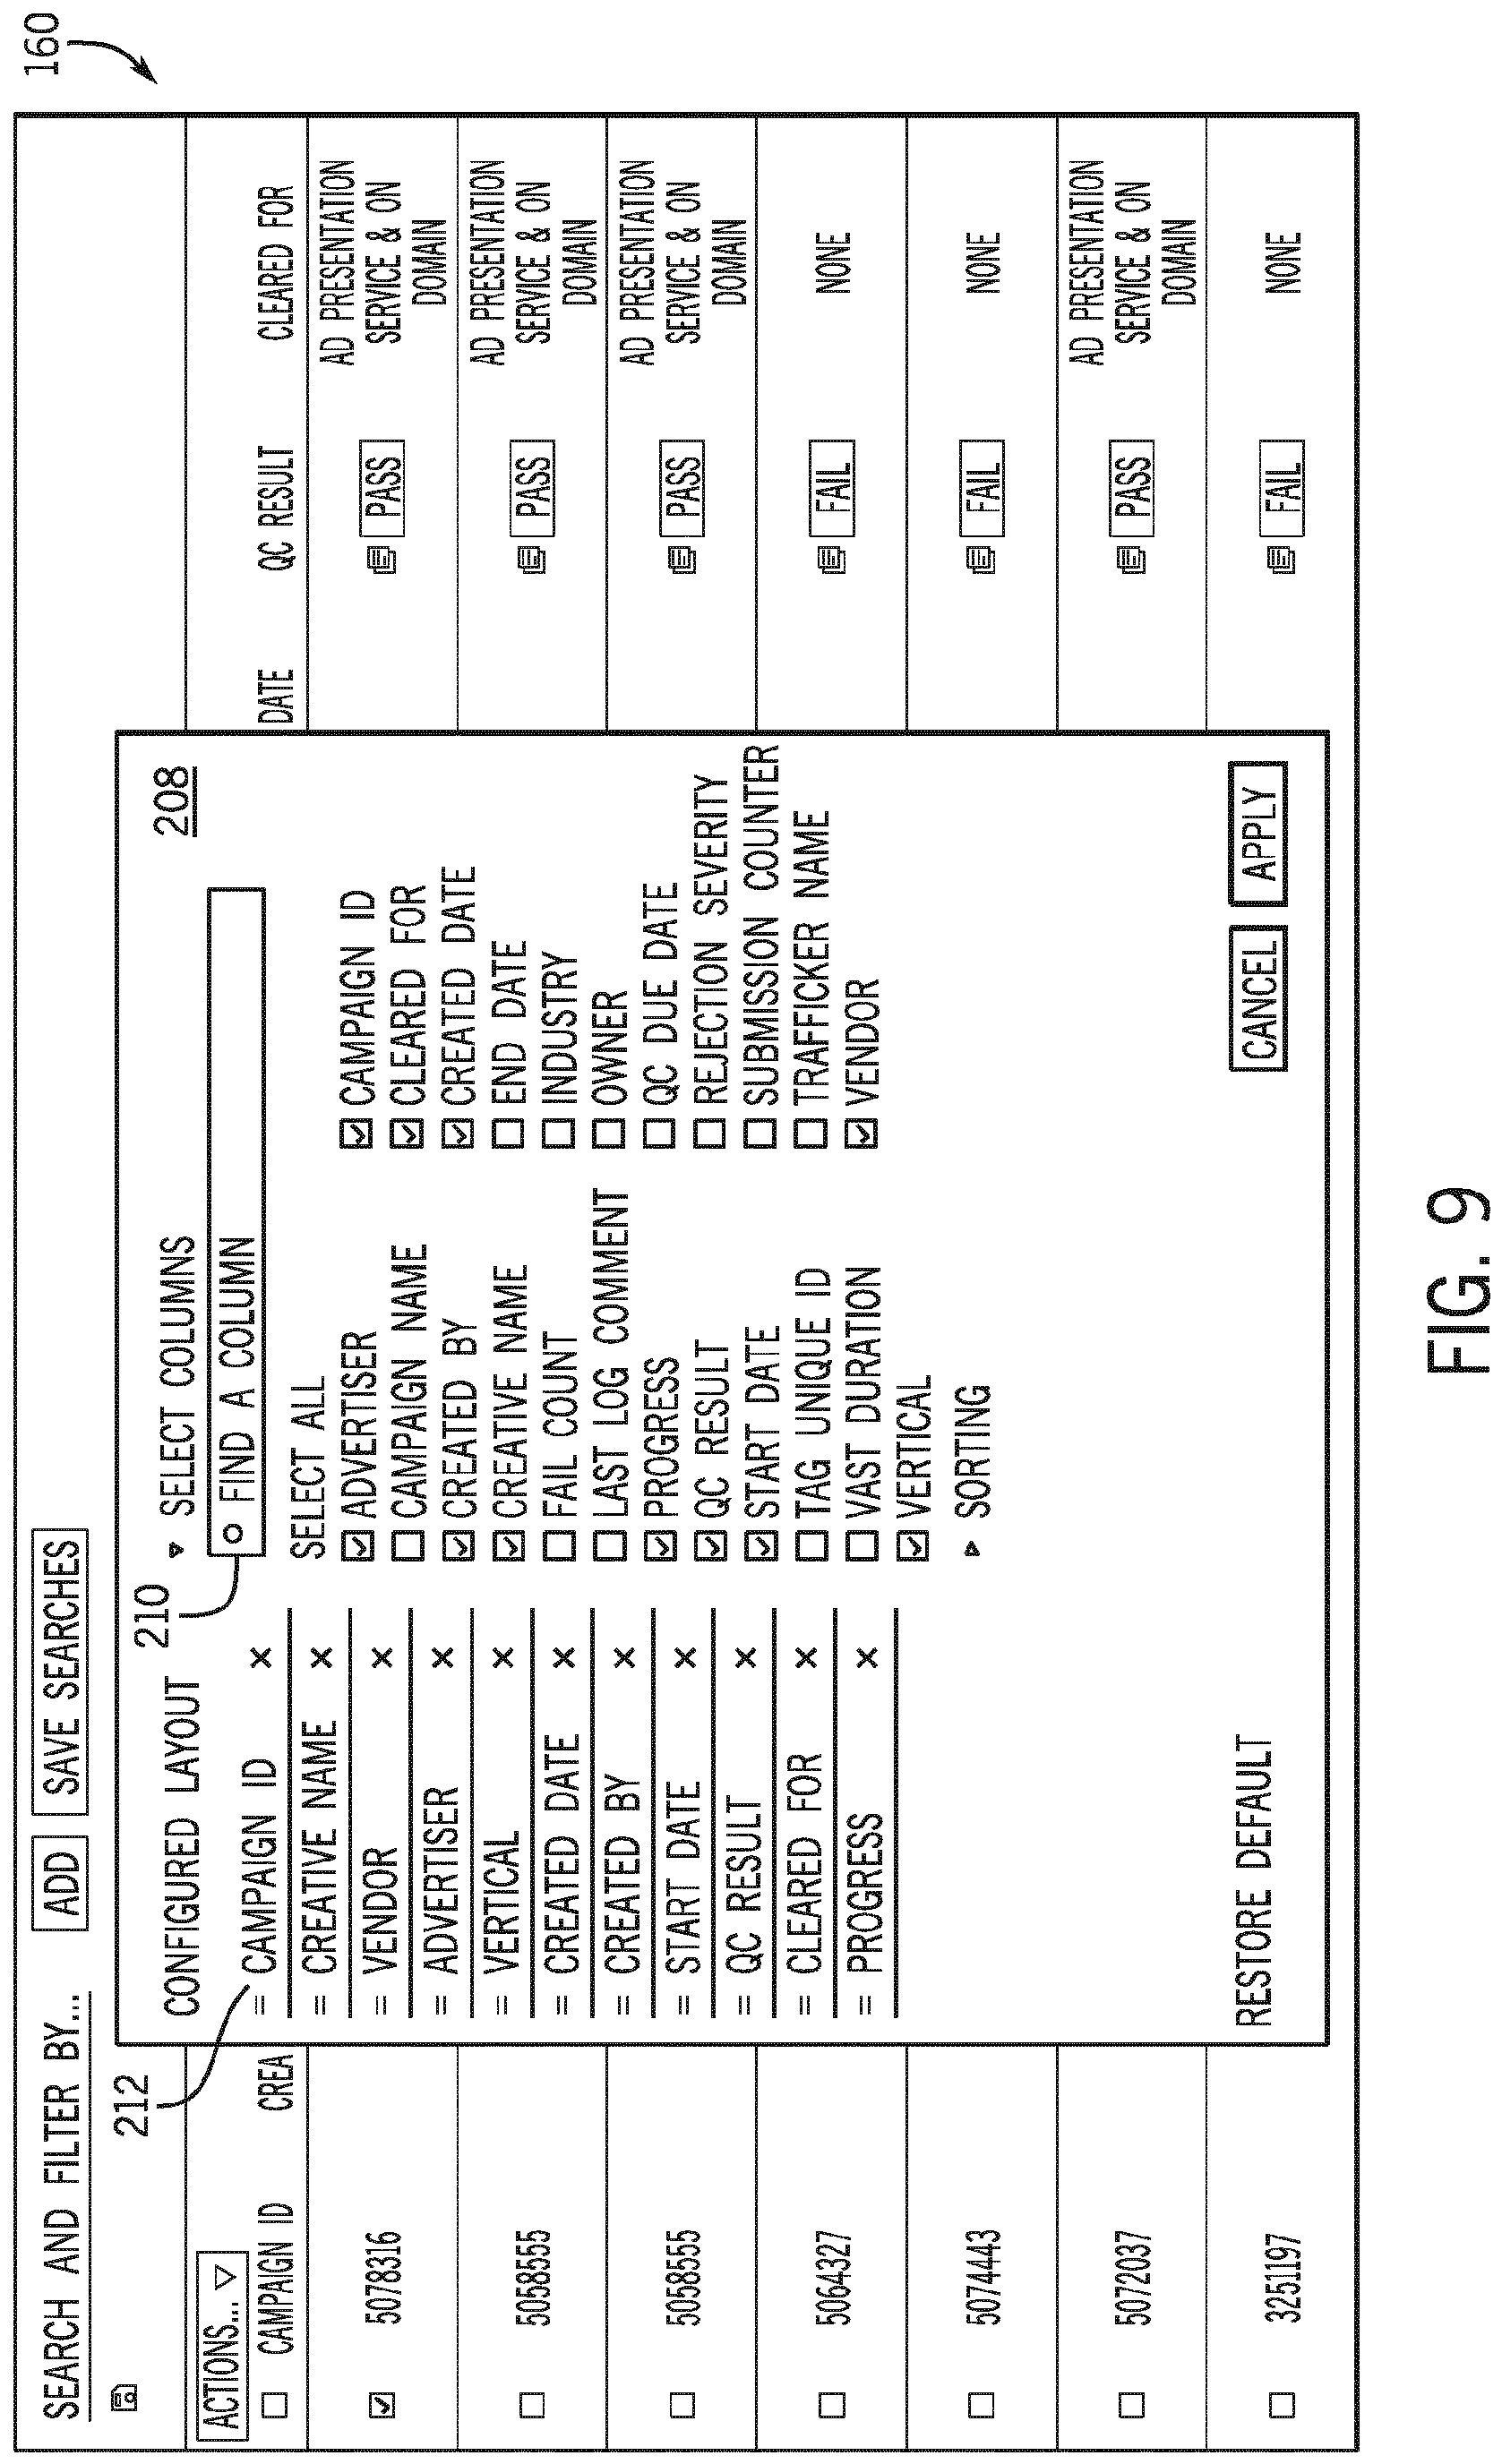 160
SEARCH AND FILTER BY... ADD SAVE SEARCHES
ACTIONS...
CAMPAIGN ID CREA DATE QC RESULT CLEARED FOR
5078316 PASS AD PRESENTATION
SERVICE & ON
DOMAIN
5058555 PASS AD PRESENTATION
SERVICE & ON
DOMAIN
5058555 PASS AD PRESENTATION
SERVICE & ON
DOMAIN
5064327 FAIL NONE
5074443 FAIL NONE
5072037 PASS AD PRESENTATION
SERVICE & ON
DOMAIN
3251197 FAIL NONE
212
210
208
CONFIGURED LAYOUT
= CAMPAIGN ID ×
= CREATIVE NAME ×
= VENDOR ×
= ADVERTISER ×
= VERTICAL ×
= CREATED DATE ×
= CREATED BY ×
= START DATE ×
= QC RESULT ×
= CLEARED FOR ×
= PROGRESS ×
RESTORE DEFAULT
SELECT COLUMNS
FIND A COLUMN
SELECT ALL
ADVERTISER
CAMPAIGN NAME
CREATED BY
CREATIVE NAME
FAIL COUNT
LAST LOG COMMENT
PROGRESS
QC RESULT
START DATE
TAG UNIQUE ID
VAST DURATION
VERTICAL
SORTING
CAMPAIGN ID
CLEARED FOR
CREATED DATE
END DATE
INDUSTRY
OWNER
QC DUE DATE
REJECTION SEVERITY
SUBMISSION COUNTER
TRAFFICKER NAME
VENDOR
CANCEL APPLY
FIG. 9